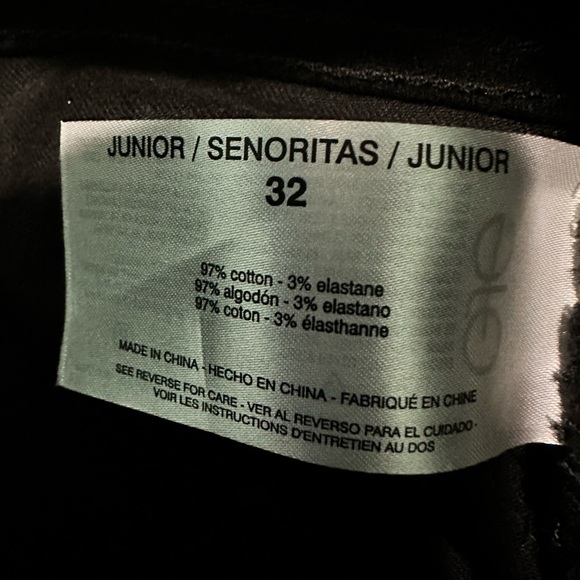 JUNIOR / SENORITAS / JUNIOR
32
97% cotton - 3% elastane
97% algodón - 3% elastano
97% coton - 3% élasthanne
MADE IN CHINA - HECHO EN CHINA - FABRIQUÉ EN CHINE
SEE REVERSE FOR CARE - VER AL REVERSO PARA EL CUIDADO -
VOIR LES INSTRUCTIONS D'ENTRETIEN AU DOS